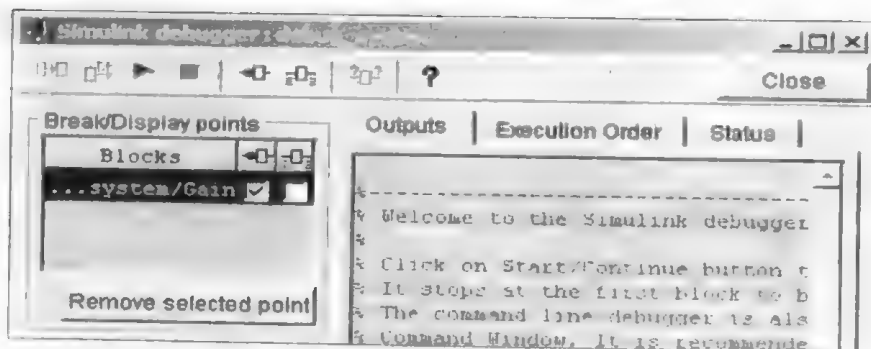 Simulink debugger:
?
Close
Break/Display points
Blocks
...system/Gain
Remove selected point
Outputs
Execution Order
Status
%---------------------------------
% Welcome to the Simulink debugger
%
% Click on Start/Continue button t
% It stops at the first block to b
% The command line debugger is als
% Command Window. It is recommende